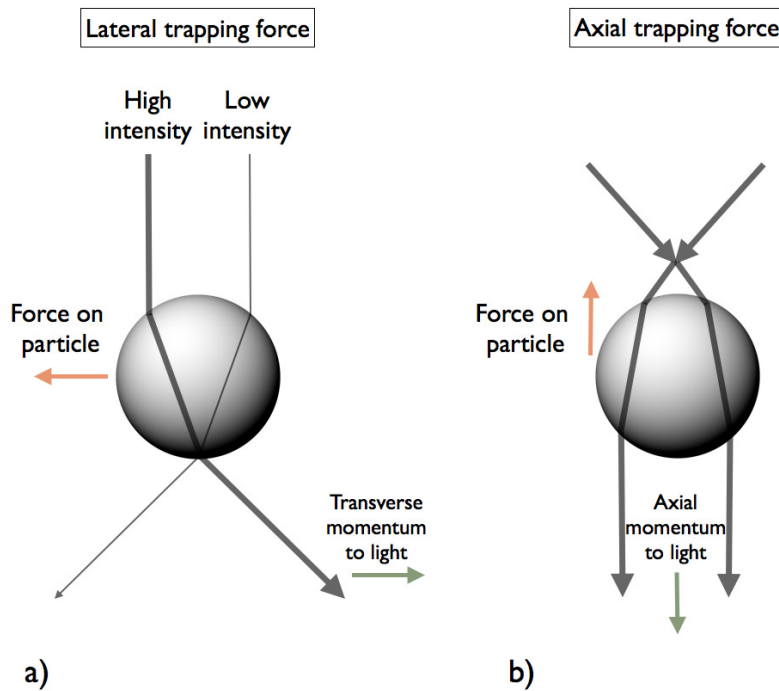 Lateral trapping force
High
intensity
Low
intensity
Force on
particle
Transverse
momentum
to light
a)
Axial trapping force
Force on
particle
Axial
momentum
to light
b)